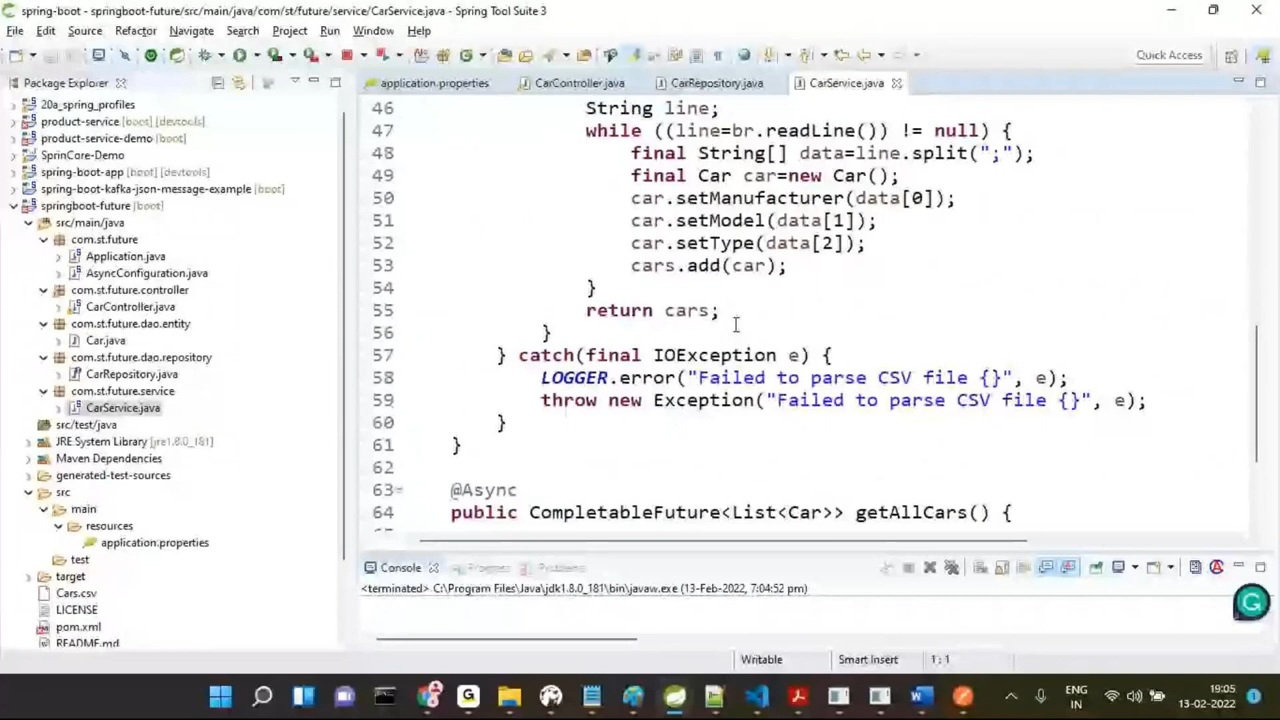 spring-boot - springboot-future/src/main/java/com/st/future/service/CarService.java - Spring Tool Suite 3
File Edit Source Refactor Navigate Search Project Run Window Help
Quick Access
Package Explorer
application.properties CarController.java CarRepository.java CarService.java
20a_spring_profiles
product-service [boot] [devtools]
product-service-demo [boot]
SprinCore-Demo
spring-boot-app [boot] [devtools]
spring-boot-kafka-json-message-example [boot]
springboot-future [boot]
src/main/java
com.st.future
Application.java
AsyncConfiguration.java
com.st.future.controller
CarController.java
com.st.future.dao.entity
Car.java
com.st.future.dao.repository
CarRepository.java
com.st.future.service
CarService.java
src/test/java
JRE System Library [jre1.8.0_181]
Maven Dependencies
generated-test-sources
src
main
resources
application.properties
test
target
Cars.csv
LICENSE
pom.xml
README.md
46 String line;
47 while ((line=br.readLine()) != null) {
48 final String[] data=line.split(";");
49 final Car car=new Car();
50 car.setManufacturer(data[0]);
51 car.setModel(data[1]);
52 car.setType(data[2]);
53 cars.add(car);
54 }
55 return cars;
56 }
57 } catch(final IOException e) {
58 LOGGER.error("Failed to parse CSV file {}", e);
59 throw new Exception("Failed to parse CSV file {}", e);
60 }
61 }
62
63 @Async
64 public CompletableFuture<List<Car>> getAllCars() {
Console Progress Problems
<terminated> C:\Program Files\Java\jdk1.8.0_181\bin\javaw.exe (13-Feb-2022, 7:04:52 pm)
Writable Smart Insert 1 : 1
ENG
IN
19:05
13-02-2022